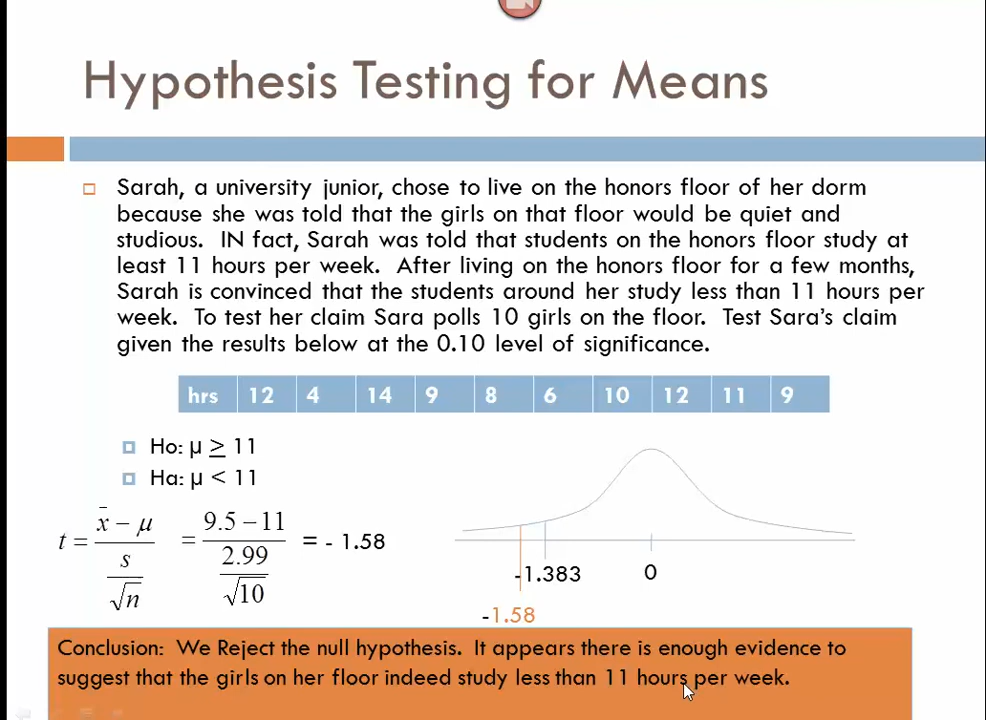 Hypothesis Testing for Means
Sarah, a university junior, chose to live on the honors floor of her dorm
because she was told that the girls on that floor would be quiet and
studious. IN fact, Sarah was told that students on the honors floor study at
least 11 hours per week. After living on the honors floor for a few months,
Sarah is convinced that the students around her study less than 11 hours per
week. To test her claim Sara polls 10 girls on the floor. Test Sara's claim
given the results below at the 0.10 level of significance.
hrs 12 4 14 9 8 6 10 12 11 9
Ho: μ ≥ 11
Ha: μ < 11
t = (x̄ − μ) / (s / √n) = (9.5 − 11) / (2.99 / √10) = - 1.58
-1.383 0
-1.58
Conclusion: We Reject the null hypothesis. It appears there is enough evidence to
suggest that the girls on her floor indeed study less than 11 hours per week.